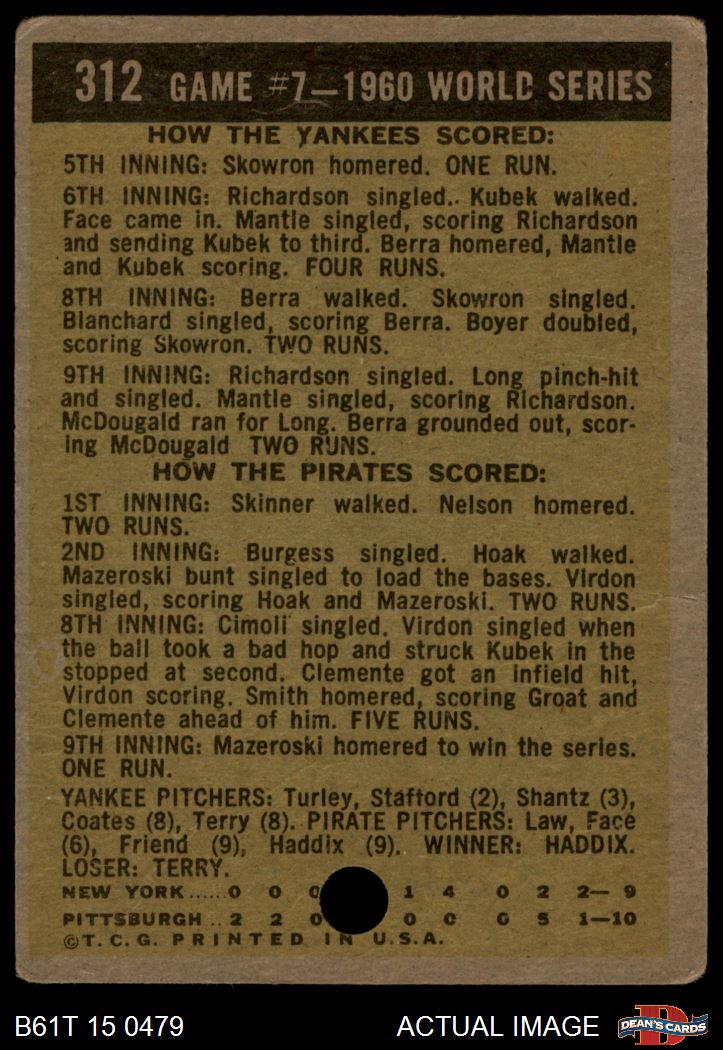 312 GAME #7—1960 WORLD SERIES
HOW THE YANKEES SCORED:
5TH INNING: Skowron homered. ONE RUN.
6TH INNING: Richardson singled.. Kubek walked.
Face came in. Mantle singled, scoring Richardson
and sending Kubek to third. Berra homered, Mantle
and Kubek scoring. FOUR RUNS.
8TH INNING: Berra walked. Skowron singled.
Blanchard singled, scoring Berra. Boyer doubled,
scoring Skowron. TWO RUNS.
9TH INNING: Richardson singled. Long pinch-hit
and singled. Mantle singled, scoring Richardson.
McDougald ran for Long. Berra grounded out, scor-
ing McDougald TWO RUNS.
HOW THE PIRATES SCORED:
1ST INNING: Skinner walked. Nelson homered.
TWO RUNS.
2ND INNING: Burgess singled. Hoak walked.
Mazeroski bunt singled to load the bases. Virdon
singled, scoring Hoak and Mazeroski. TWO RUNS.
8TH INNING: Cimoli singled. Virdon singled when
the ball took a bad hop and struck Kubek in the
stopped at second. Clemente got an infield hit,
Virdon scoring. Smith homered, scoring Groat and
Clemente ahead of him. FIVE RUNS.
9TH INNING: Mazeroski homered to win the series.
ONE RUN.
YANKEE PITCHERS: Turley, Stafford (2), Shantz (3),
Coates (8), Terry (8). PIRATE PITCHERS: Law, Face
(6), Friend (9), Haddix (9). WINNER: HADDIX.
LOSER: TERRY.
NEW YORK......0 0 0 1 4 0 2 2— 9
PITTSBURGH .. 2 2 0 0 0 0 5 1—10
©T.C.G. PRINTED IN U.S.A.
B61T 15 0479 ACTUAL IMAGE
D
DEAN'S CARDS